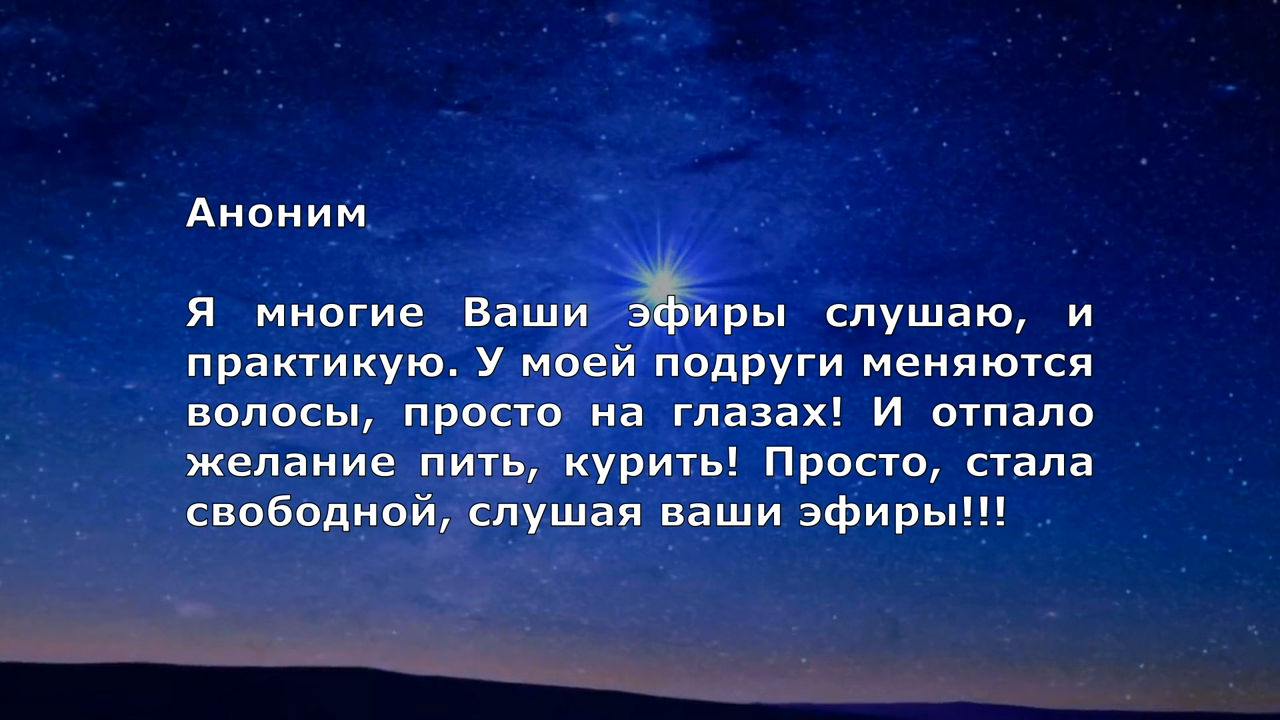 Аноним
Я многие Ваши эфиры слушаю, и
практикую. У моей подруги меняются
волосы, просто на глазах! И отпало
желание пить, курить! Просто, стала
свободной, слушая ваши эфиры!!!